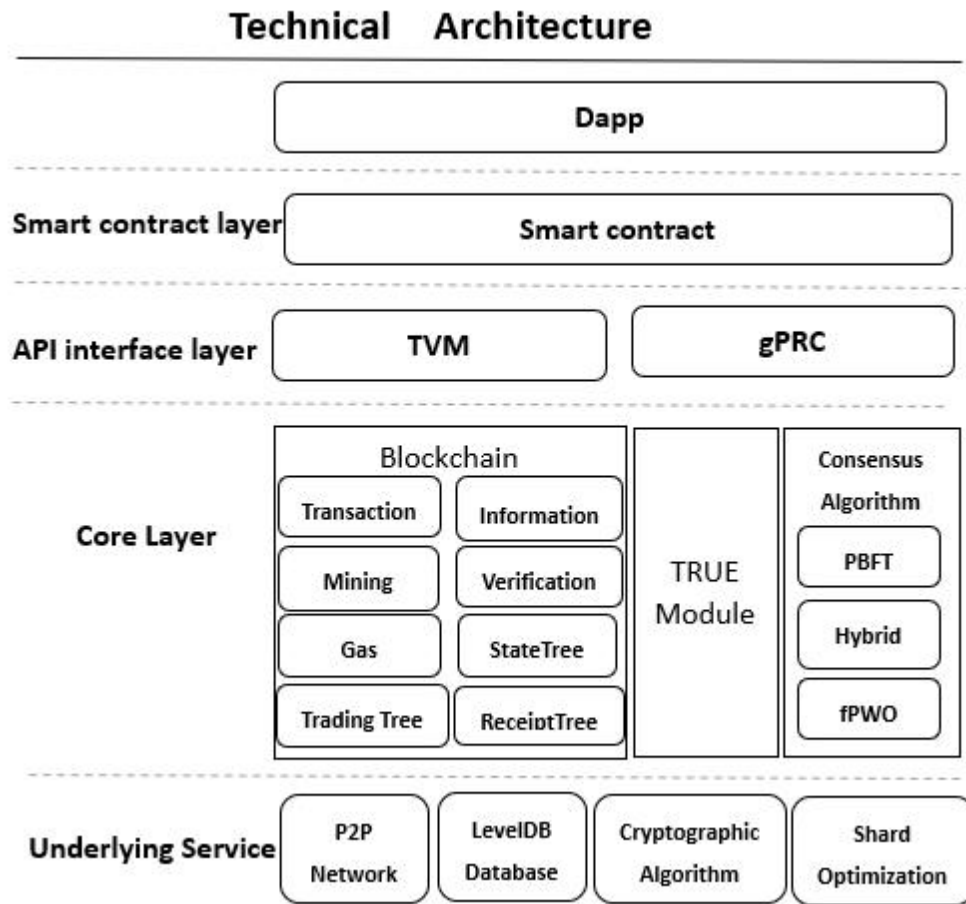 Technical Architecture
Dapp
Smart contract layer
Smart contract
API interface layer
TVM
gPRC
Core Layer
Blockchain
Transaction
Information
Mining
Verification
Gas
StateTree
Trading Tree
ReceiptTree
TRUE
Module
Consensus
Algorithm
PBFT
Hybrid
fPWO
Underlying Service
P2P
Network
LevelDB
Database
Cryptographic
Algorithm
Shard
Optimization